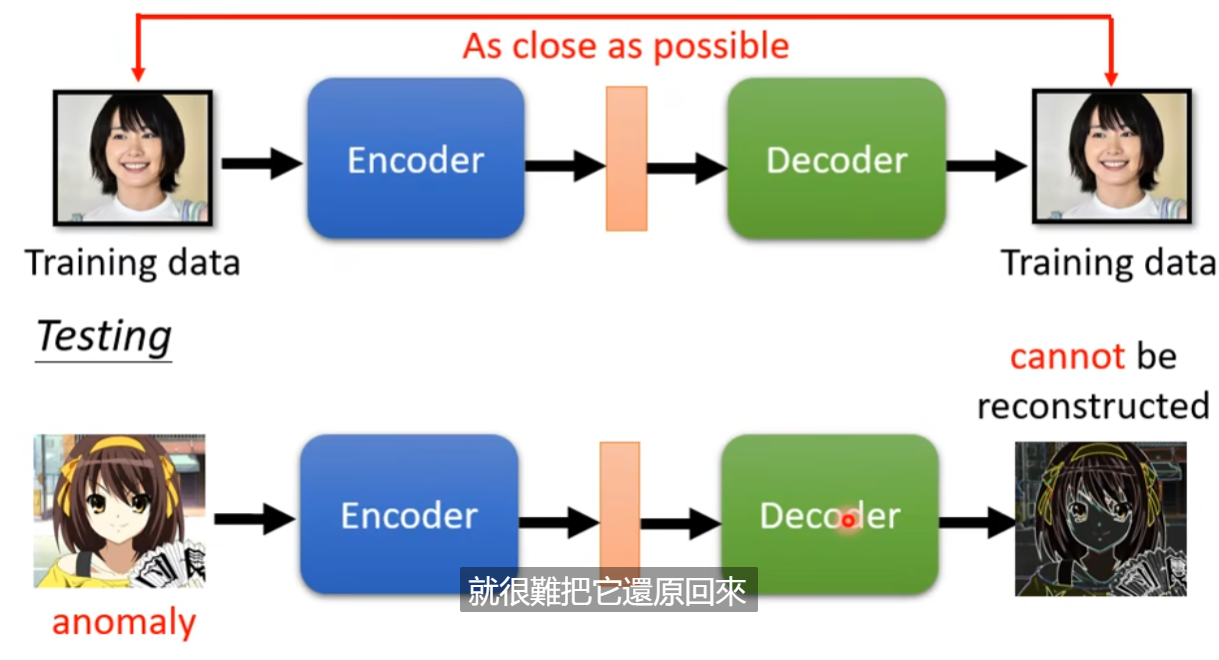 As close as possible
Encoder
Decoder
Training data
Training data
Testing
cannot be
reconstructed
Encoder
Decoder
就很難把它還原回來
anomaly